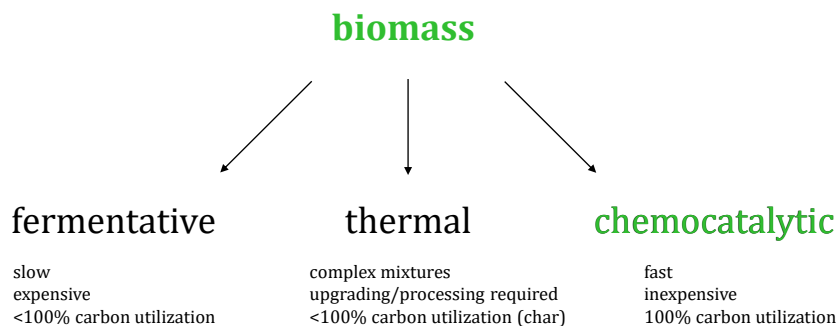 biomass
fermentative
slow
expensive
<100% carbon utilization
thermal
complex mixtures
upgrading/processing required
<100% carbon utilization (char)
chemocatalytic
fast
inexpensive
100% carbon utilization